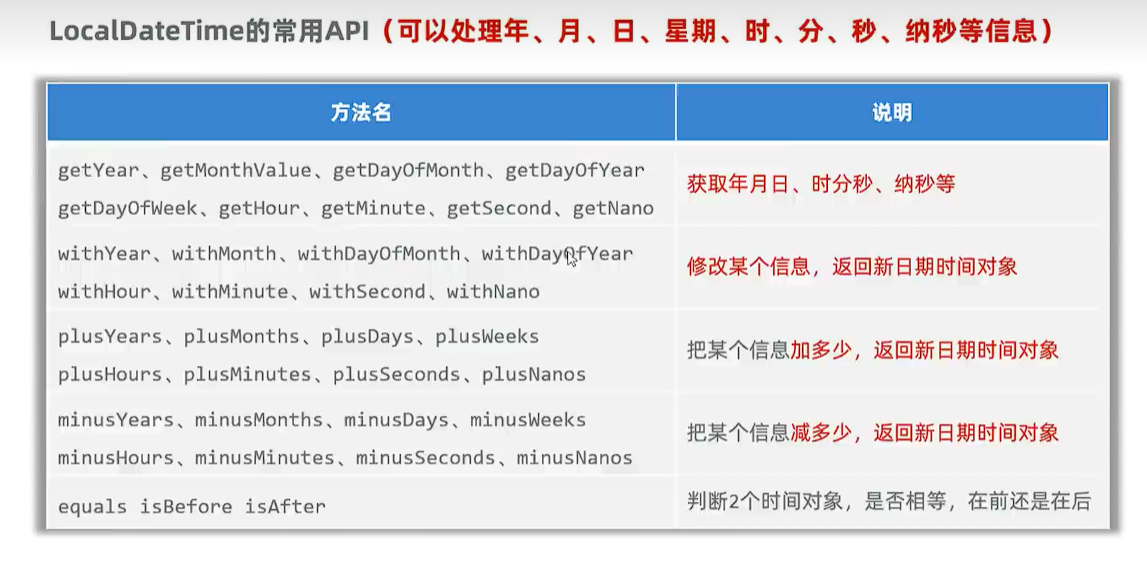 LocalDateTime的常用API（可以处理年、月、日、星期、时、分、秒、纳秒等信息）
方法名
说明
getYear、getMonthValue、getDayOfMonth、getDayOfYear
getDayOfWeek、getHour、getMinute、getSecond、getNano
获取年月日、时分秒、纳秒等
withYear、withMonth、withDayOfMonth、withDayOfYear
withHour、withMinute、withSecond、withNano
修改某个信息，返回新日期时间对象
plusYears、plusMonths、plusDays、plusWeeks
plusHours、plusMinutes、plusSeconds、plusNanos
把某个信息加多少，返回新日期时间对象
minusYears、minusMonths、minusDays、minusWeeks
minusHours、minusMinutes、minusSeconds、minusNanos
把某个信息减多少，返回新日期时间对象
equals isBefore isAfter
判断2个时间对象，是否相等，在前还是在后